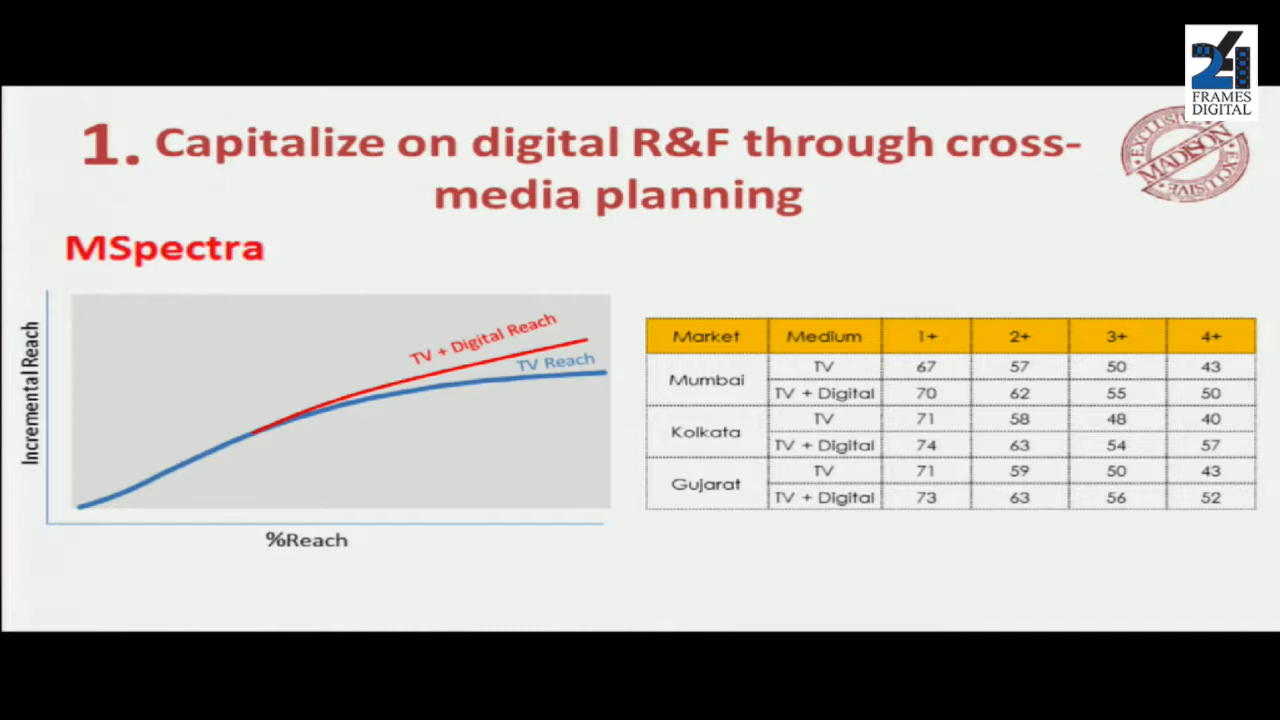 24
FRAMES
DIGITAL
1. Capitalize on digital R&F through cross-
media planning
EXCLUSIVE
MADISON
EXCLUSIVE
MSpectra
Incremental Reach
TV + Digital Reach
TV Reach
%Reach
Market Medium 1+ 2+ 3+ 4+
Mumbai TV 67 57 50 43
TV + Digital 70 62 55 50
Kolkata TV 71 58 48 40
TV + Digital 74 63 54 57
Gujarat TV 71 59 50 43
TV + Digital 73 63 56 52